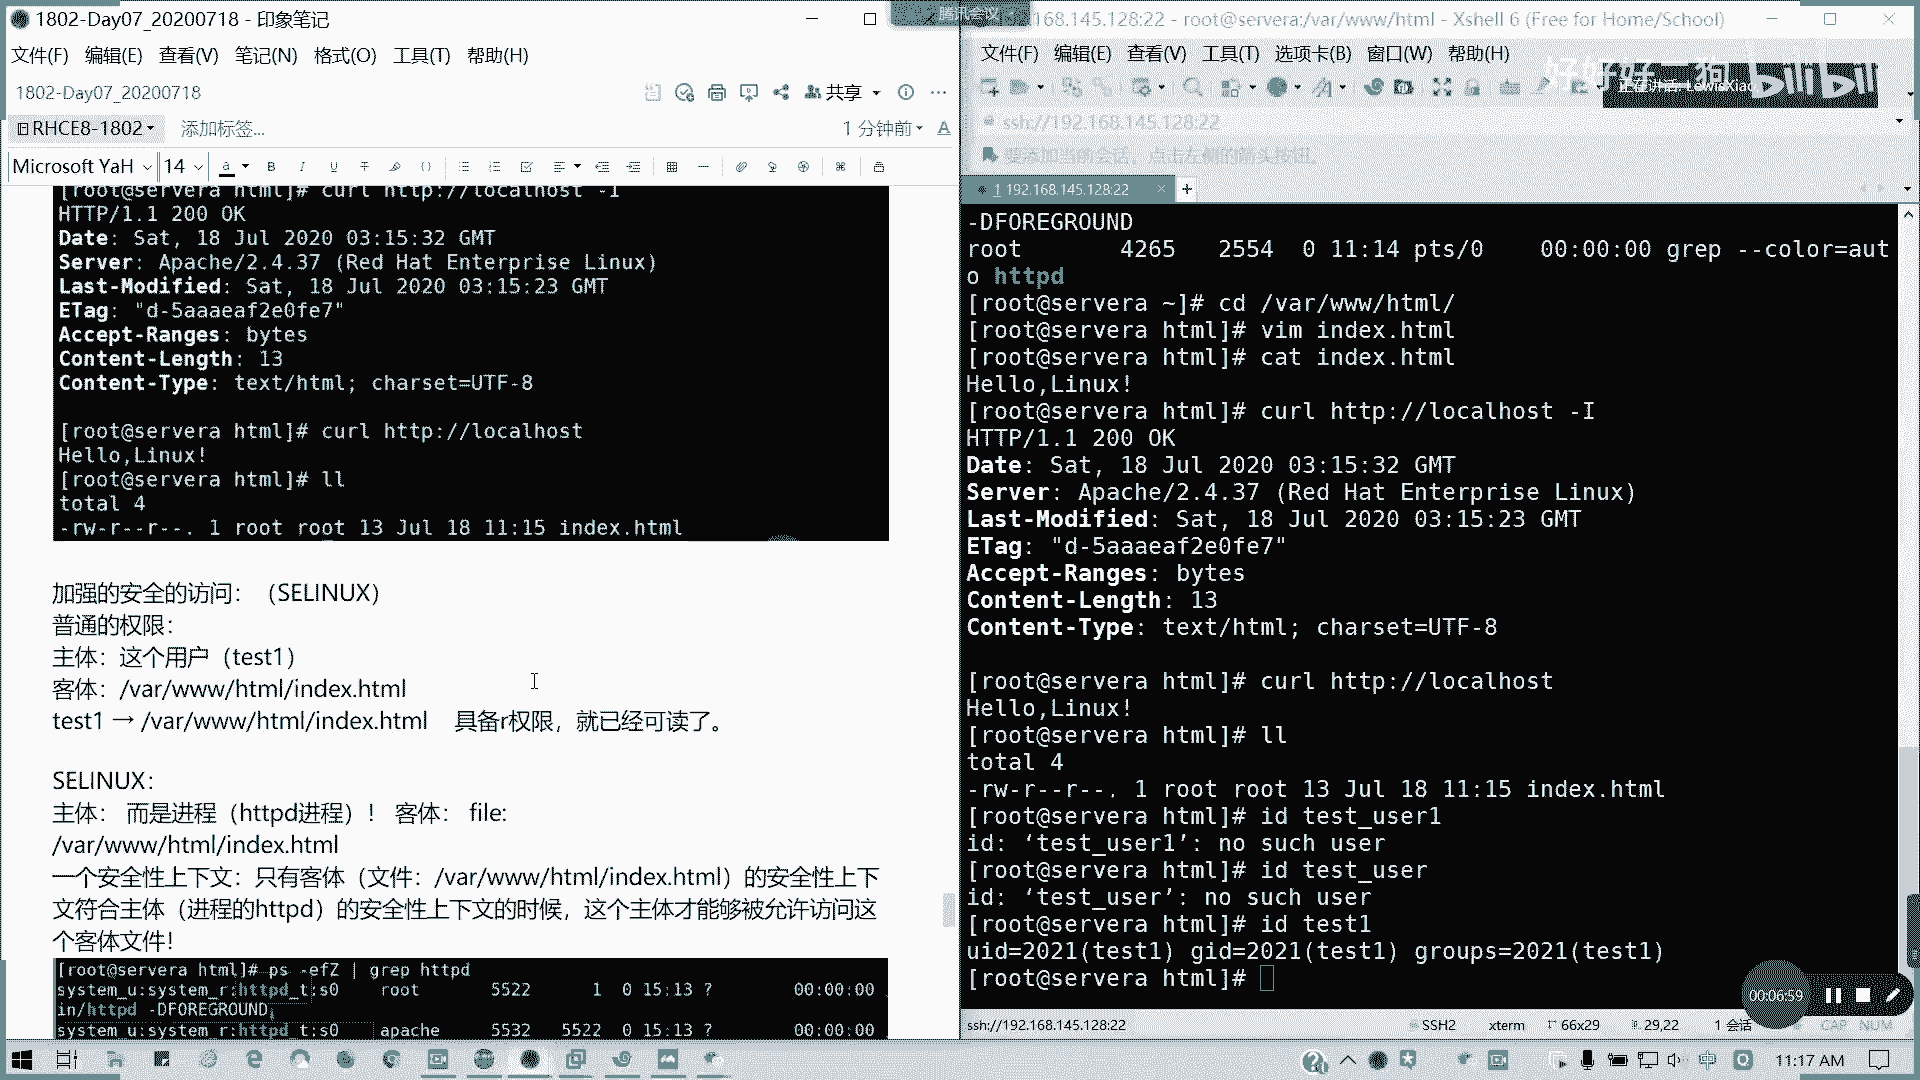 1802-Day07_20200718 - 印象笔记
文件(F) 编辑(E) 查看(V) 笔记(N) 格式(O) 工具(T) 帮助(H)
1802-Day07_20200718
共享
RHCE8-1802 添加标签...
1 分钟前
Microsoft YaH 14
[root@servera html]# curl http://localhost -I
HTTP/1.1 200 OK
Date: Sat, 18 Jul 2020 03:15:32 GMT
Server: Apache/2.4.37 (Red Hat Enterprise Linux)
Last-Modified: Sat, 18 Jul 2020 03:15:23 GMT
ETag: "d-5aaaeaf2e0fe7"
Accept-Ranges: bytes
Content-Length: 13
Content-Type: text/html; charset=UTF-8
[root@servera html]# curl http://localhost
Hello,Linux!
[root@servera html]# ll
total 4
-rw-r--r--. 1 root root 13 Jul 18 11:15 index.html
加强的安全的访问：（SELINUX）
普通的权限：
主体：这个用户（test1）
客体：/var/www/html/index.html
test1 → /var/www/html/index.html 具备r权限，就已经可读了。
SELINUX：
主体： 而是进程（httpd进程）！ 客体： file:
/var/www/html/index.html
一个安全性上下文：只有客体（文件：/var/www/html/index.html）的安全性上下
文符合主体（进程的httpd）的安全性上下文的时候，这个主体才能够被允许访问这
个客体文件！
[root@servera html]# ps -efZ | grep httpd
system_u:system_r:httpd_t:s0 root 5522 1 0 15:13 ? 00:00:00
in/httpd -DFOREGROUND
system_u:system_r:httpd_t:s0 apache 5532 5522 0 15:13 ? 00:00:00
腾讯会议
168.145.128:22 - root@servera:/var/www/html - Xshell 6 (Free for Home/School)
文件(F) 编辑(E) 查看(V) 工具(T) 选项卡(B) 窗口(W) 帮助(H)
bilibili
ssh://192.168.145.128:22
要添加当前会话，点击左侧的箭头按钮。
1 192.168.145.128:22
-DFOREGROUND
root 4265 2554 0 11:14 pts/0 00:00:00 grep --color=aut
o httpd
[root@servera ~]# cd /var/www/html/
[root@servera html]# vim index.html
[root@servera html]# cat index.html
Hello,Linux!
[root@servera html]# curl http://localhost -I
HTTP/1.1 200 OK
Date: Sat, 18 Jul 2020 03:15:32 GMT
Server: Apache/2.4.37 (Red Hat Enterprise Linux)
Last-Modified: Sat, 18 Jul 2020 03:15:23 GMT
ETag: "d-5aaaeaf2e0fe7"
Accept-Ranges: bytes
Content-Length: 13
Content-Type: text/html; charset=UTF-8
[root@servera html]# curl http://localhost
Hello,Linux!
[root@servera html]# ll
total 4
-rw-r--r--. 1 root root 13 Jul 18 11:15 index.html
[root@servera html]# id test_user1
id: ‘test_user1’: no such user
[root@servera html]# id test_user
id: ‘test_user’: no such user
[root@servera html]# id test1
uid=2021(test1) gid=2021(test1) groups=2021(test1)
[root@servera html]#
00:06:59
ssh://192.168.145.128:22 SSH2 xterm 66x29 29,22 1 会话 CAP NUM
中 11:17 AM